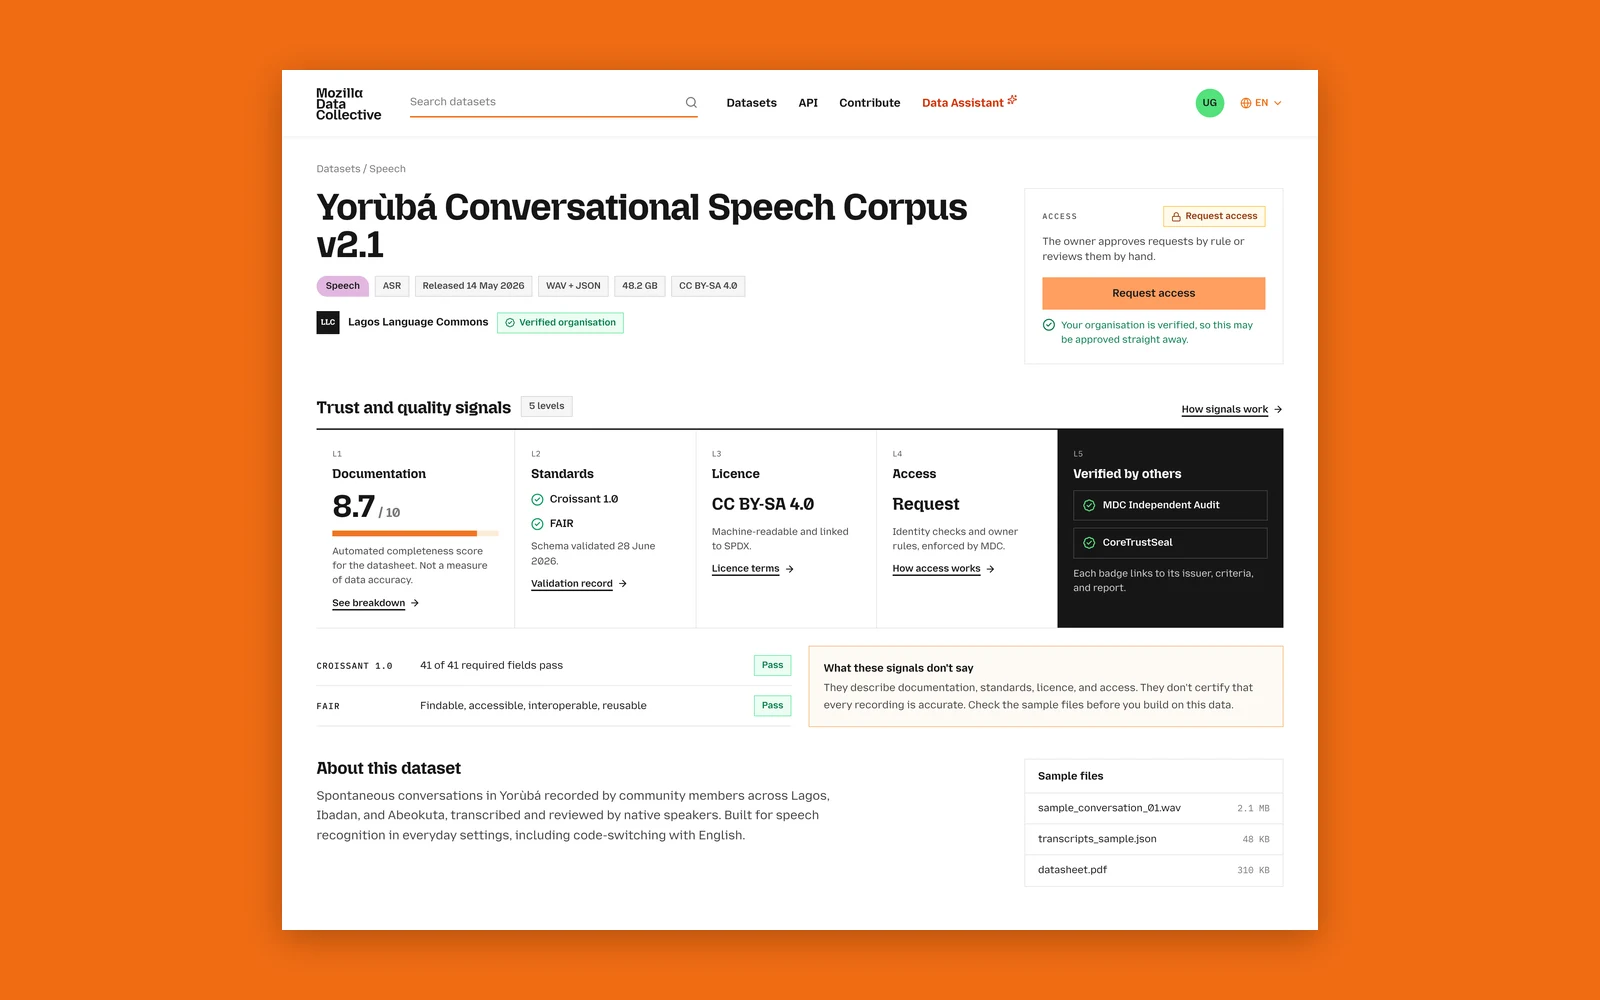 Mozilla
Data
Collective
Search datasets
Datasets
API
Contribute
Data Assistant
UG
EN
Datasets / Speech
Yorùbá Conversational Speech Corpus
v2.1
Speech
ASR
Released 14 May 2026
WAV + JSON
48.2 GB
CC BY-SA 4.0
LLC
Lagos Language Commons
Verified organisation
ACCESS
Request access
The owner approves requests by rule or
reviews them by hand.
Request access
Your organisation is verified, so this may
be approved straight away.
Trust and quality signals
5 levels
How signals work →
L1
Documentation
8.7 / 10
Automated completeness score
for the datasheet. Not a measure
of data accuracy.
See breakdown →
L2
Standards
Croissant 1.0
FAIR
Schema validated 28 June
2026.
Validation record →
L3
Licence
CC BY-SA 4.0
Machine-readable and linked
to SPDX.
Licence terms →
L4
Access
Request
Identity checks and owner
rules, enforced by MDC.
How access works →
L5
Verified by others
MDC Independent Audit
CoreTrustSeal
Each badge links to its issuer, criteria,
and report.
CROISSANT 1.0
41 of 41 required fields pass
Pass
FAIR
Findable, accessible, interoperable, reusable
Pass
What these signals don't say
They describe documentation, standards, licence, and access. They don't certify that
every recording is accurate. Check the sample files before you build on this data.
About this dataset
Spontaneous conversations in Yorùbá recorded by community members across Lagos,
Ibadan, and Abeokuta, transcribed and reviewed by native speakers. Built for speech
recognition in everyday settings, including code-switching with English.
Sample files
sample_conversation_01.wav
2.1 MB
transcripts_sample.json
48 KB
datasheet.pdf
310 KB